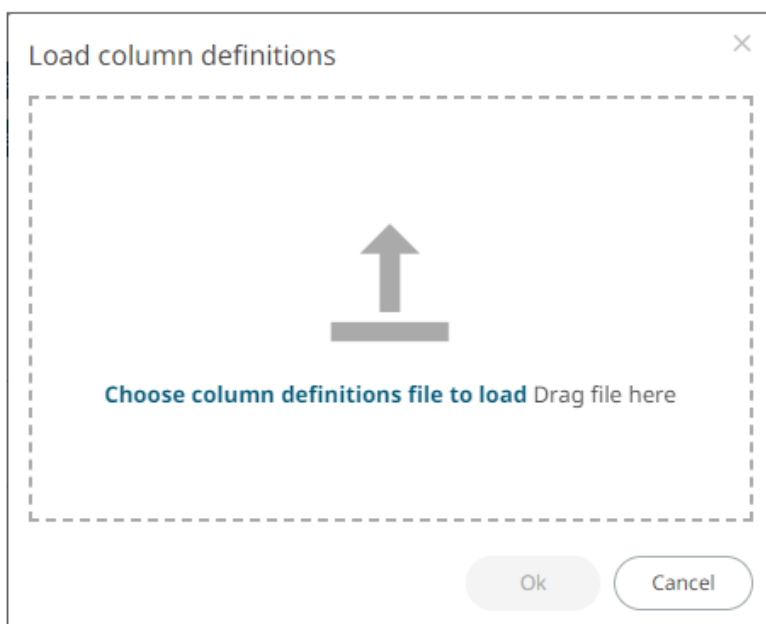 Load column definitions
Choose column definitions file to load Drag file here
Ok
Cancel